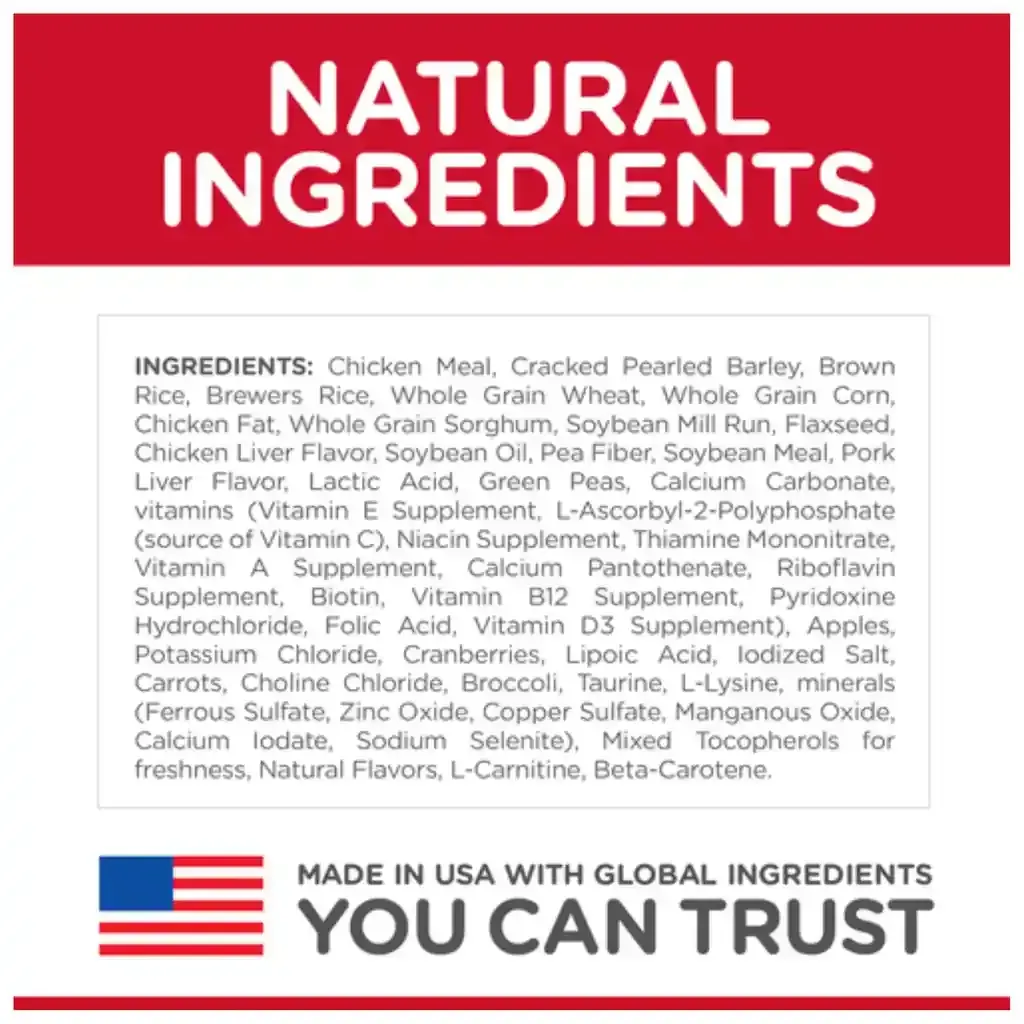 NATURAL
INGREDIENTS
INGREDIENTS: Chicken Meal, Cracked Pearled Barley, Brown
Rice, Brewers Rice, Whole Grain Wheat, Whole Grain Corn,
Chicken Fat, Whole Grain Sorghum, Soybean Mill Run, Flaxseed,
Chicken Liver Flavor, Soybean Oil, Pea Fiber, Soybean Meal, Pork
Liver Flavor, Lactic Acid, Green Peas, Calcium Carbonate,
vitamins (Vitamin E Supplement, L-Ascorbyl-2-Polyphosphate
(source of Vitamin C), Niacin Supplement, Thiamine Mononitrate,
Vitamin A Supplement, Calcium Pantothenate, Riboflavin
Supplement, Biotin, Vitamin B12 Supplement, Pyridoxine
Hydrochloride, Folic Acid, Vitamin D3 Supplement), Apples,
Potassium Chloride, Cranberries, Lipoic Acid, Iodized Salt,
Carrots, Choline Chloride, Broccoli, Taurine, L-Lysine, minerals
(Ferrous Sulfate, Zinc Oxide, Copper Sulfate, Manganous Oxide,
Calcium Iodate, Sodium Selenite), Mixed Tocopherols for
freshness, Natural Flavors, L-Carnitine, Beta-Carotene.
MADE IN USA WITH GLOBAL INGREDIENTS
YOU CAN TRUST